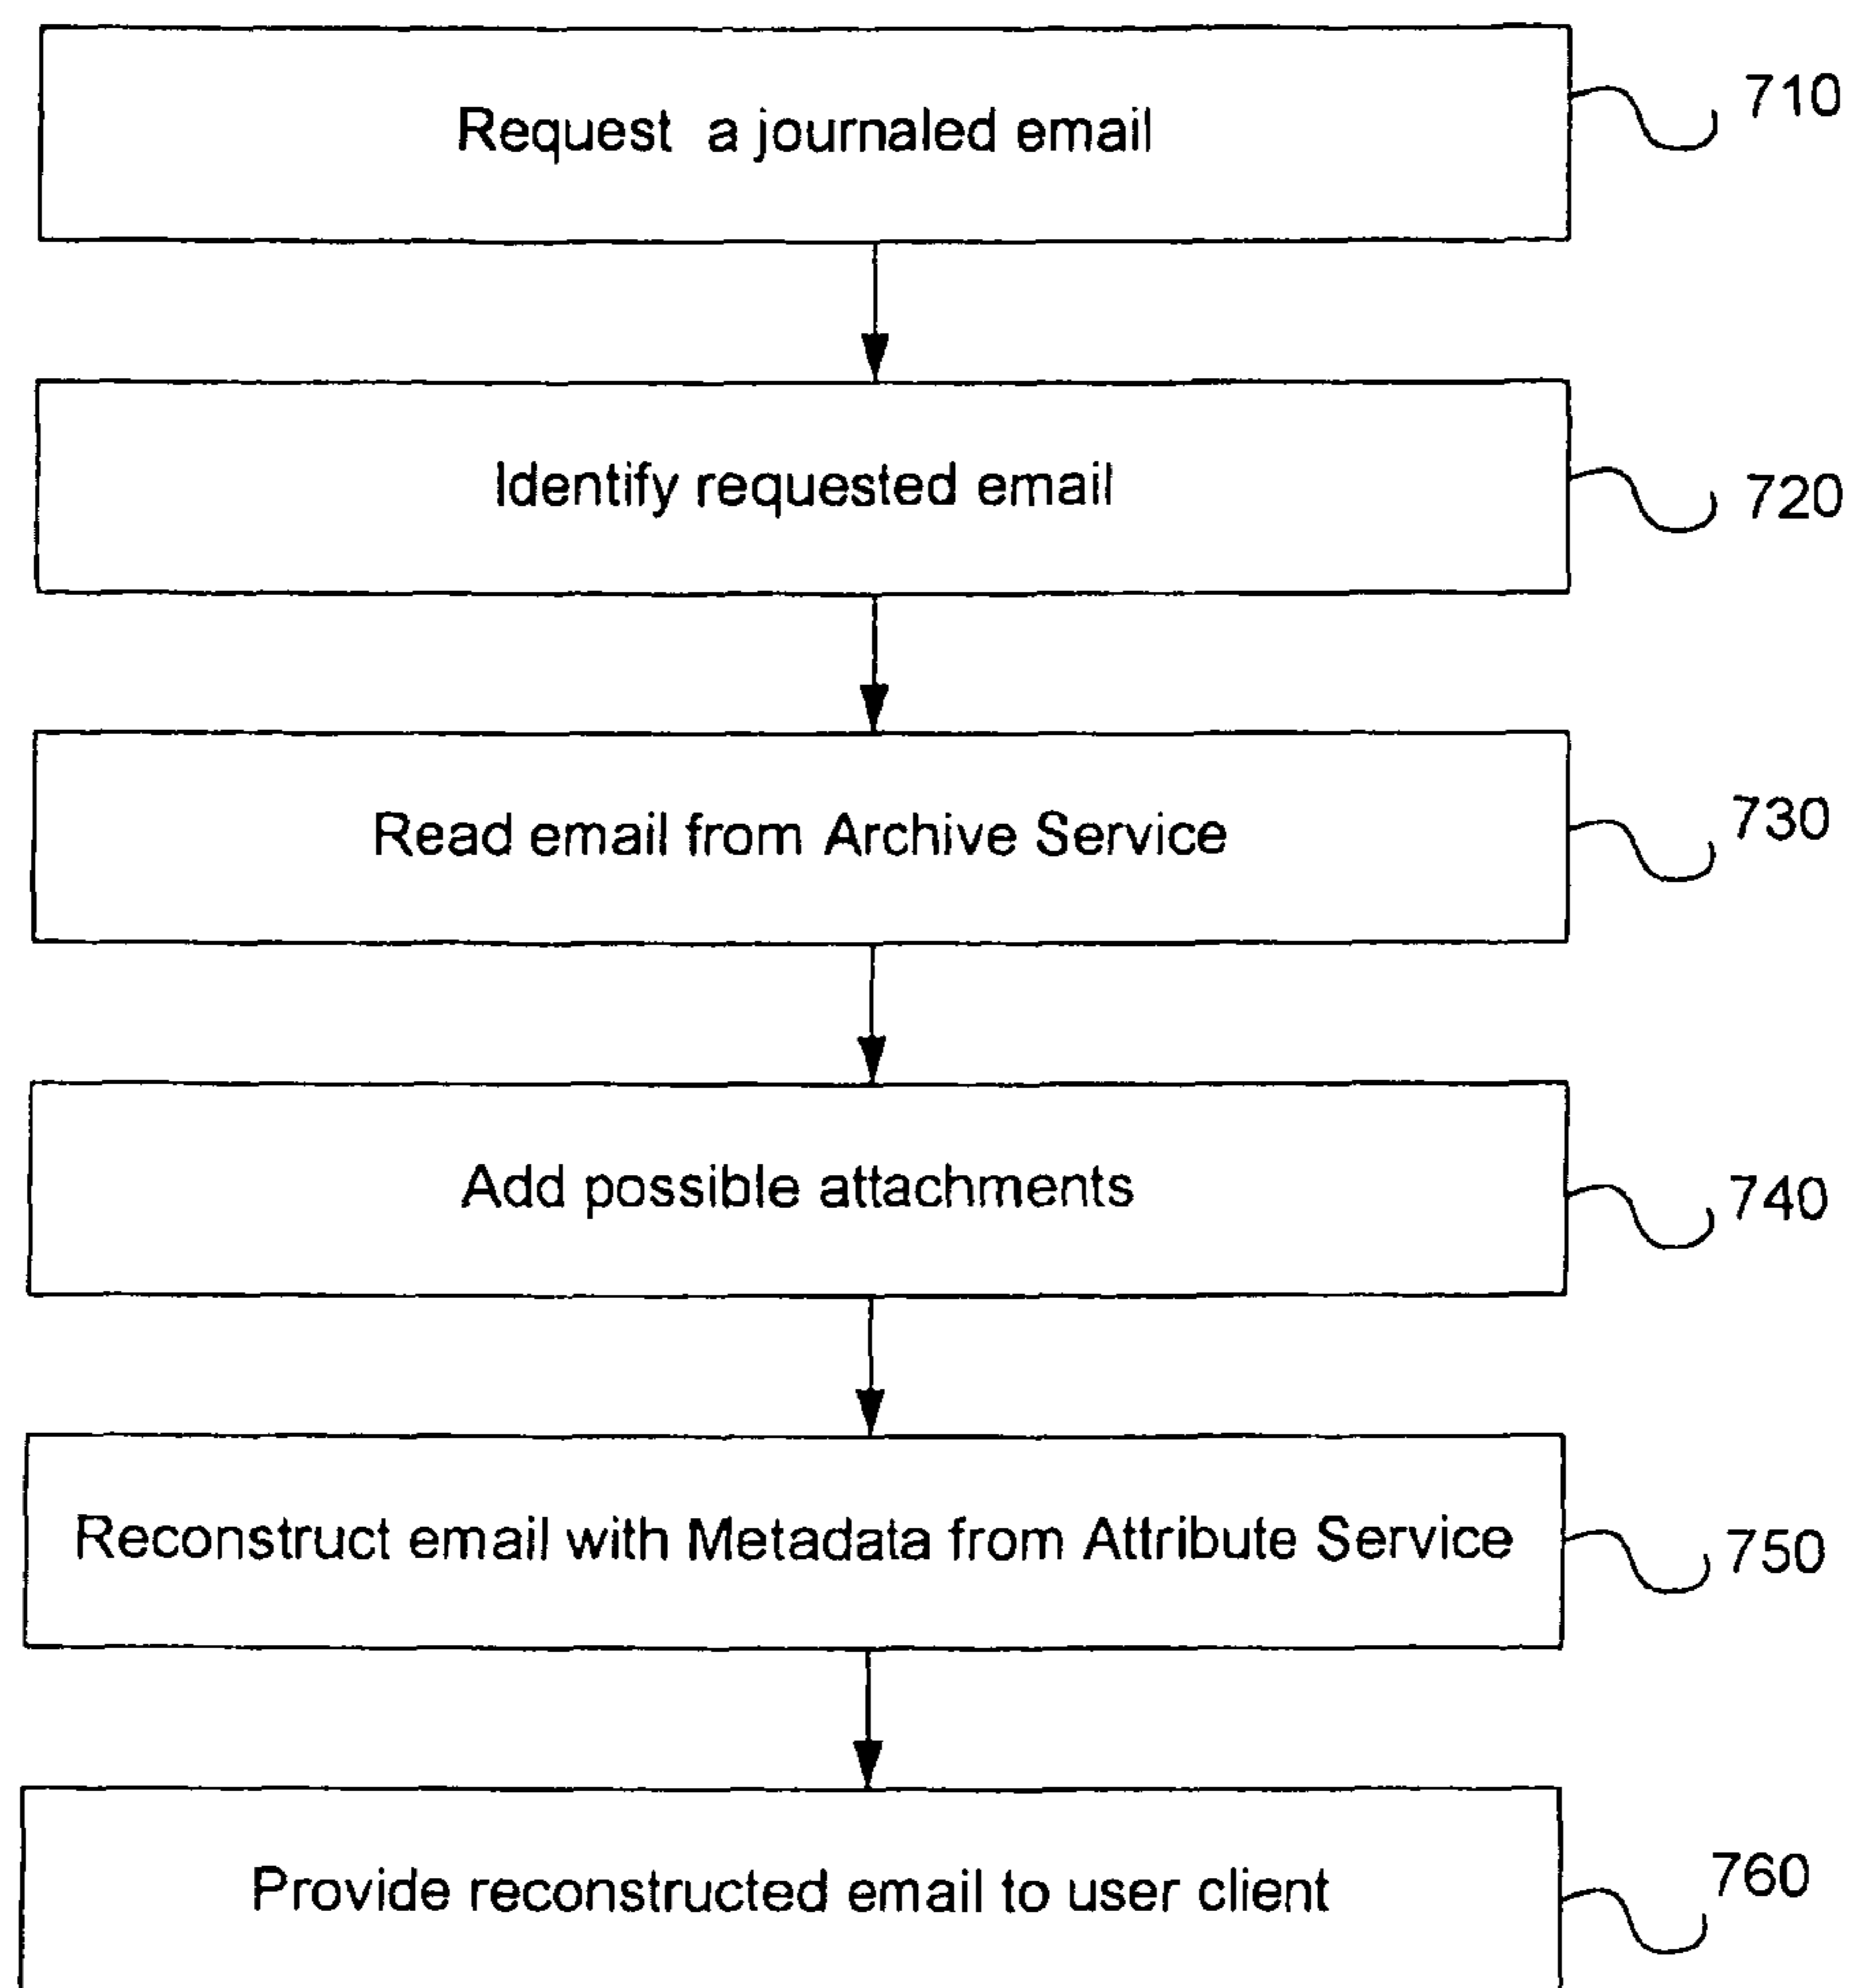 Request a journaled email
710
Identify requested email
720
Read email from Archive Service
730
Add possible attachments
740
Reconstruct email with Metadata from Attribute Service
750
Provide reconstructed email to user client
760